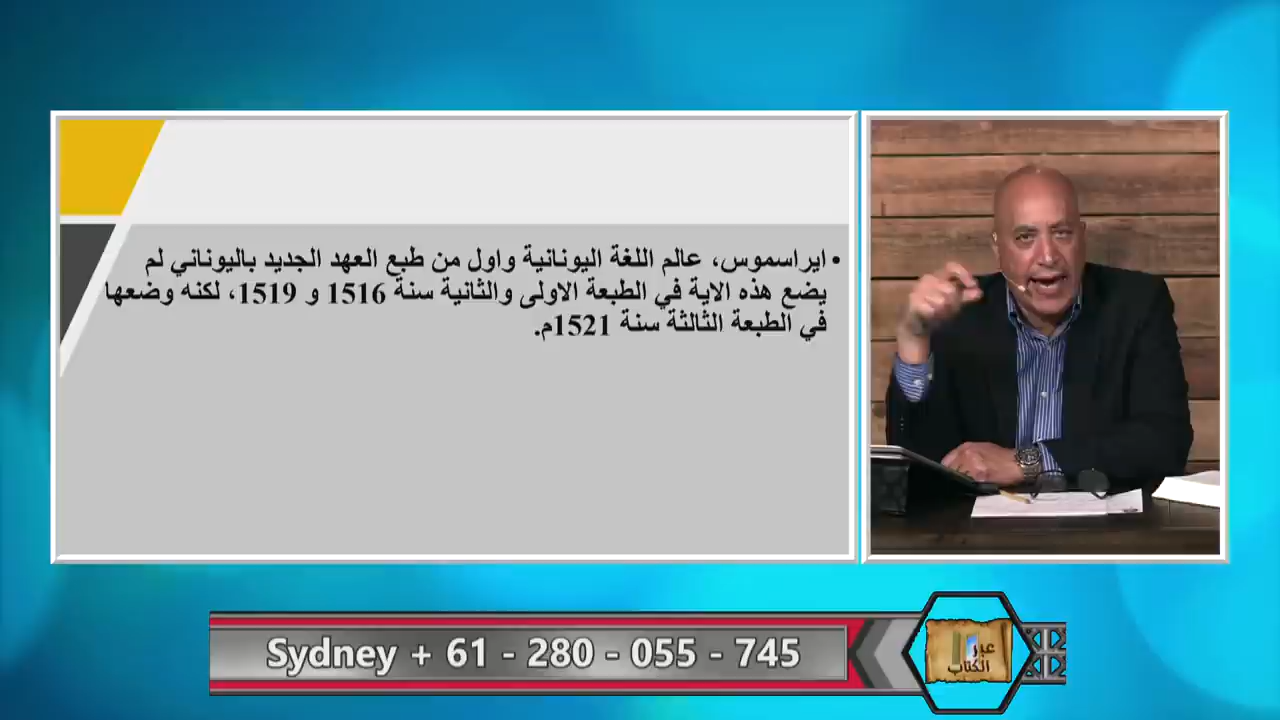 • ايراسموس، عالم اللغة اليونانية واول من طبع العهد الجديد باليوناني لم
يضع هذه الاية في الطبعة الاولى والثانية سنة 1516 و 1519، لكنه وضعها
في الطبعة الثالثة سنة 1521م.
Sydney + 61 - 280 - 055 - 745
عبر
الكتاب